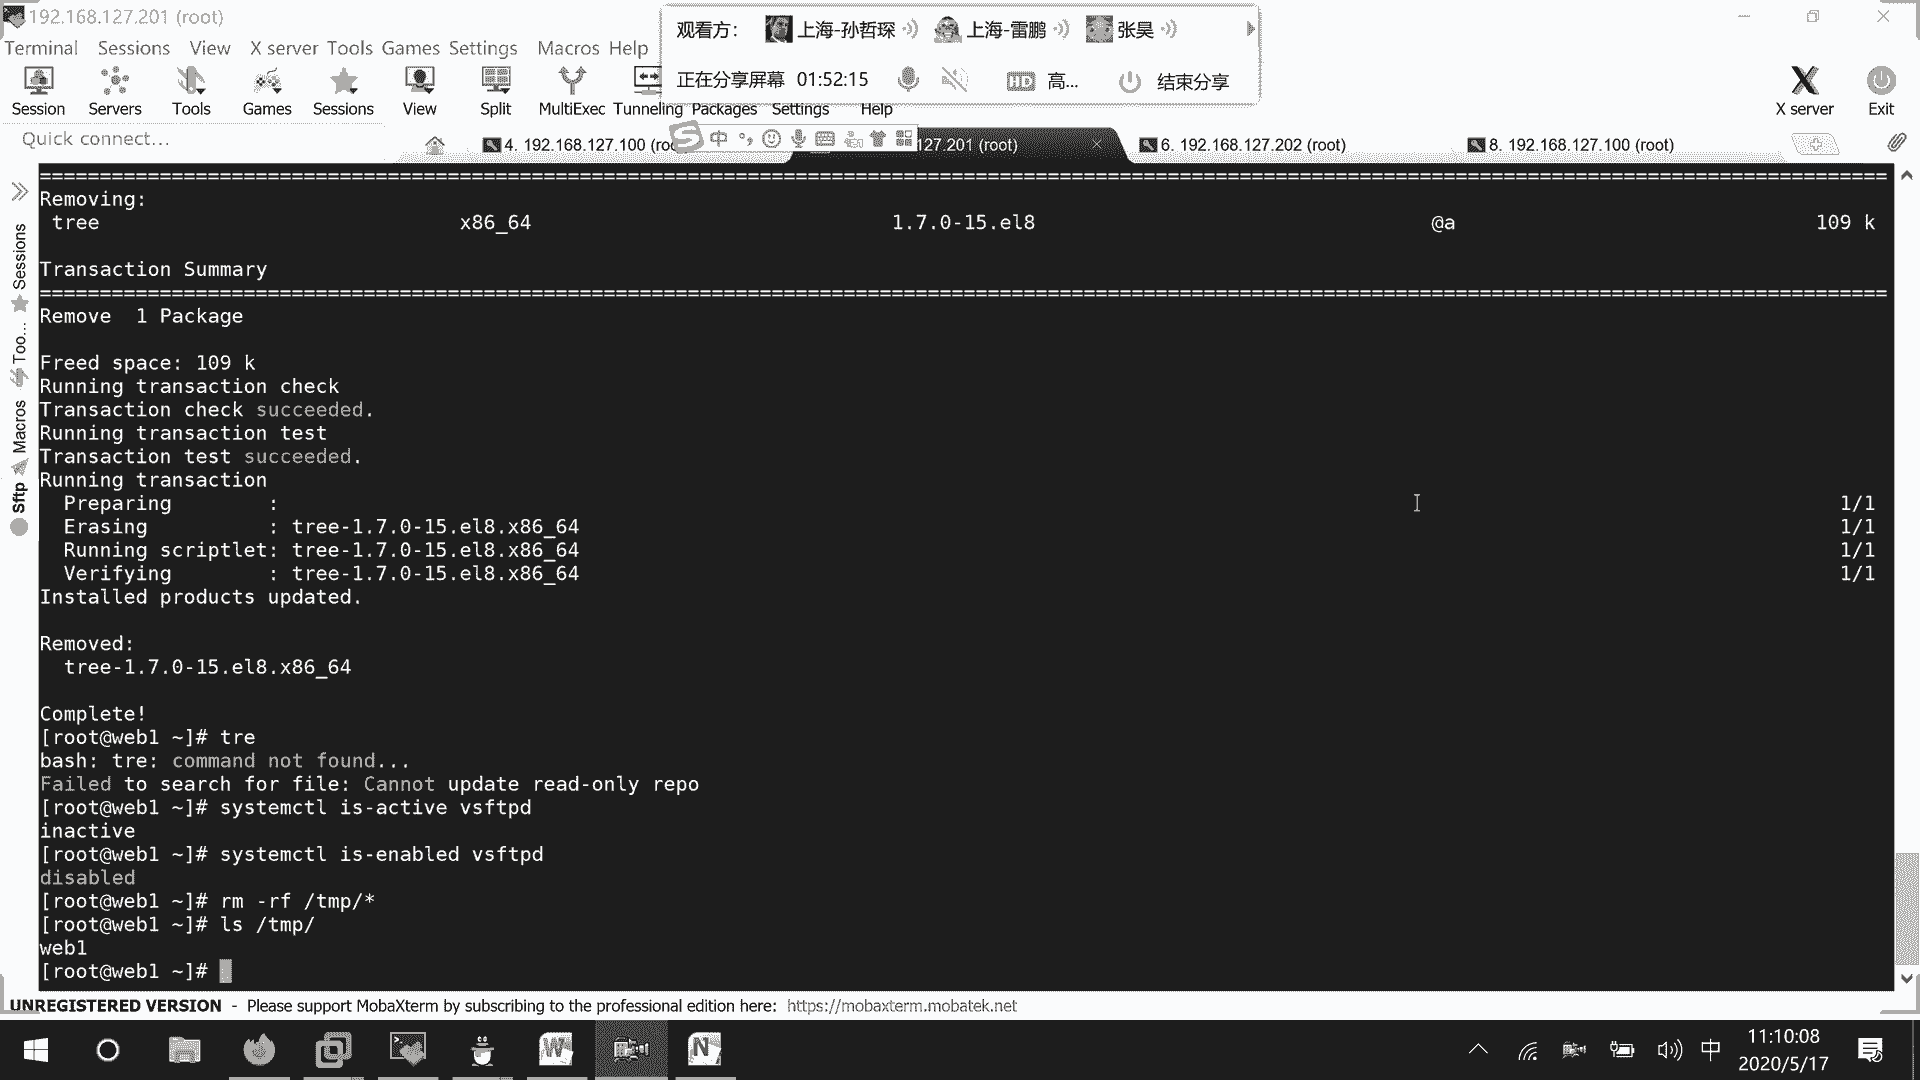 192.168.127.201 (root)
观看方： 上海-孙哲琛 上海-雷鹏 张昊
Terminal Sessions View X server Tools Games Settings Macros Help
正在分享屏幕 01:52:15 HD 高... 结束分享
Session Servers Tools Games Sessions View Split MultiExec Tunneling Packages Settings Help X server Exit
Quick connect...
4. 192.168.127.100 (roo
中
127.201 (root)
6. 192.168.127.202 (root)
8. 192.168.127.100 (root)
Sessions
Too...
Macros
Sftp
================================================================================
Removing:
tree x86_64 1.7.0-15.el8 @a 109 k
Transaction Summary
================================================================================
Remove  1 Package
Freed space: 109 k
Running transaction check
Transaction check succeeded.
Running transaction test
Transaction test succeeded.
Running transaction
Preparing : 1/1
Erasing : tree-1.7.0-15.el8.x86_64 1/1
Running scriptlet: tree-1.7.0-15.el8.x86_64 1/1
Verifying : tree-1.7.0-15.el8.x86_64 1/1
Installed products updated.
Removed:
tree-1.7.0-15.el8.x86_64
Complete!
[root@web1 ~]# tre
bash: tre: command not found...
Failed to search for file: Cannot update read-only repo
[root@web1 ~]# systemctl is-active vsftpd
inactive
[root@web1 ~]# systemctl is-enabled vsftpd
disabled
[root@web1 ~]# rm -rf /tmp/*
[root@web1 ~]# ls /tmp/
web1
[root@web1 ~]#
UNREGISTERED VERSION - Please support MobaXterm by subscribing to the professional edition here: https://mobaxterm.mobatek.net
中
11:10:08
2020/5/17